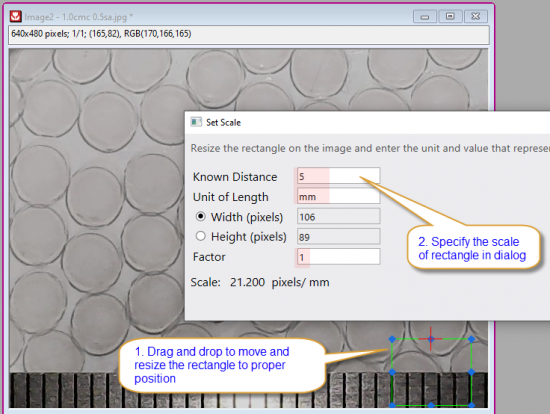 Image2 - 1.0cmc 0.5sa.jpg *
640x480 pixels; 1/1; (165,82), RGB(170,166,165)
Set Scale
Resize the rectangle on the image and enter the unit and value that represen
Known Distance 5
Unit of Length mm
Width (pixels) 106
Height (pixels) 89
Factor 1
Scale: 21.200 pixels/ mm
2. Specify the scale
of rectangle in dialog
1. Drag and drop to move and
resize the rectangle to proper
position